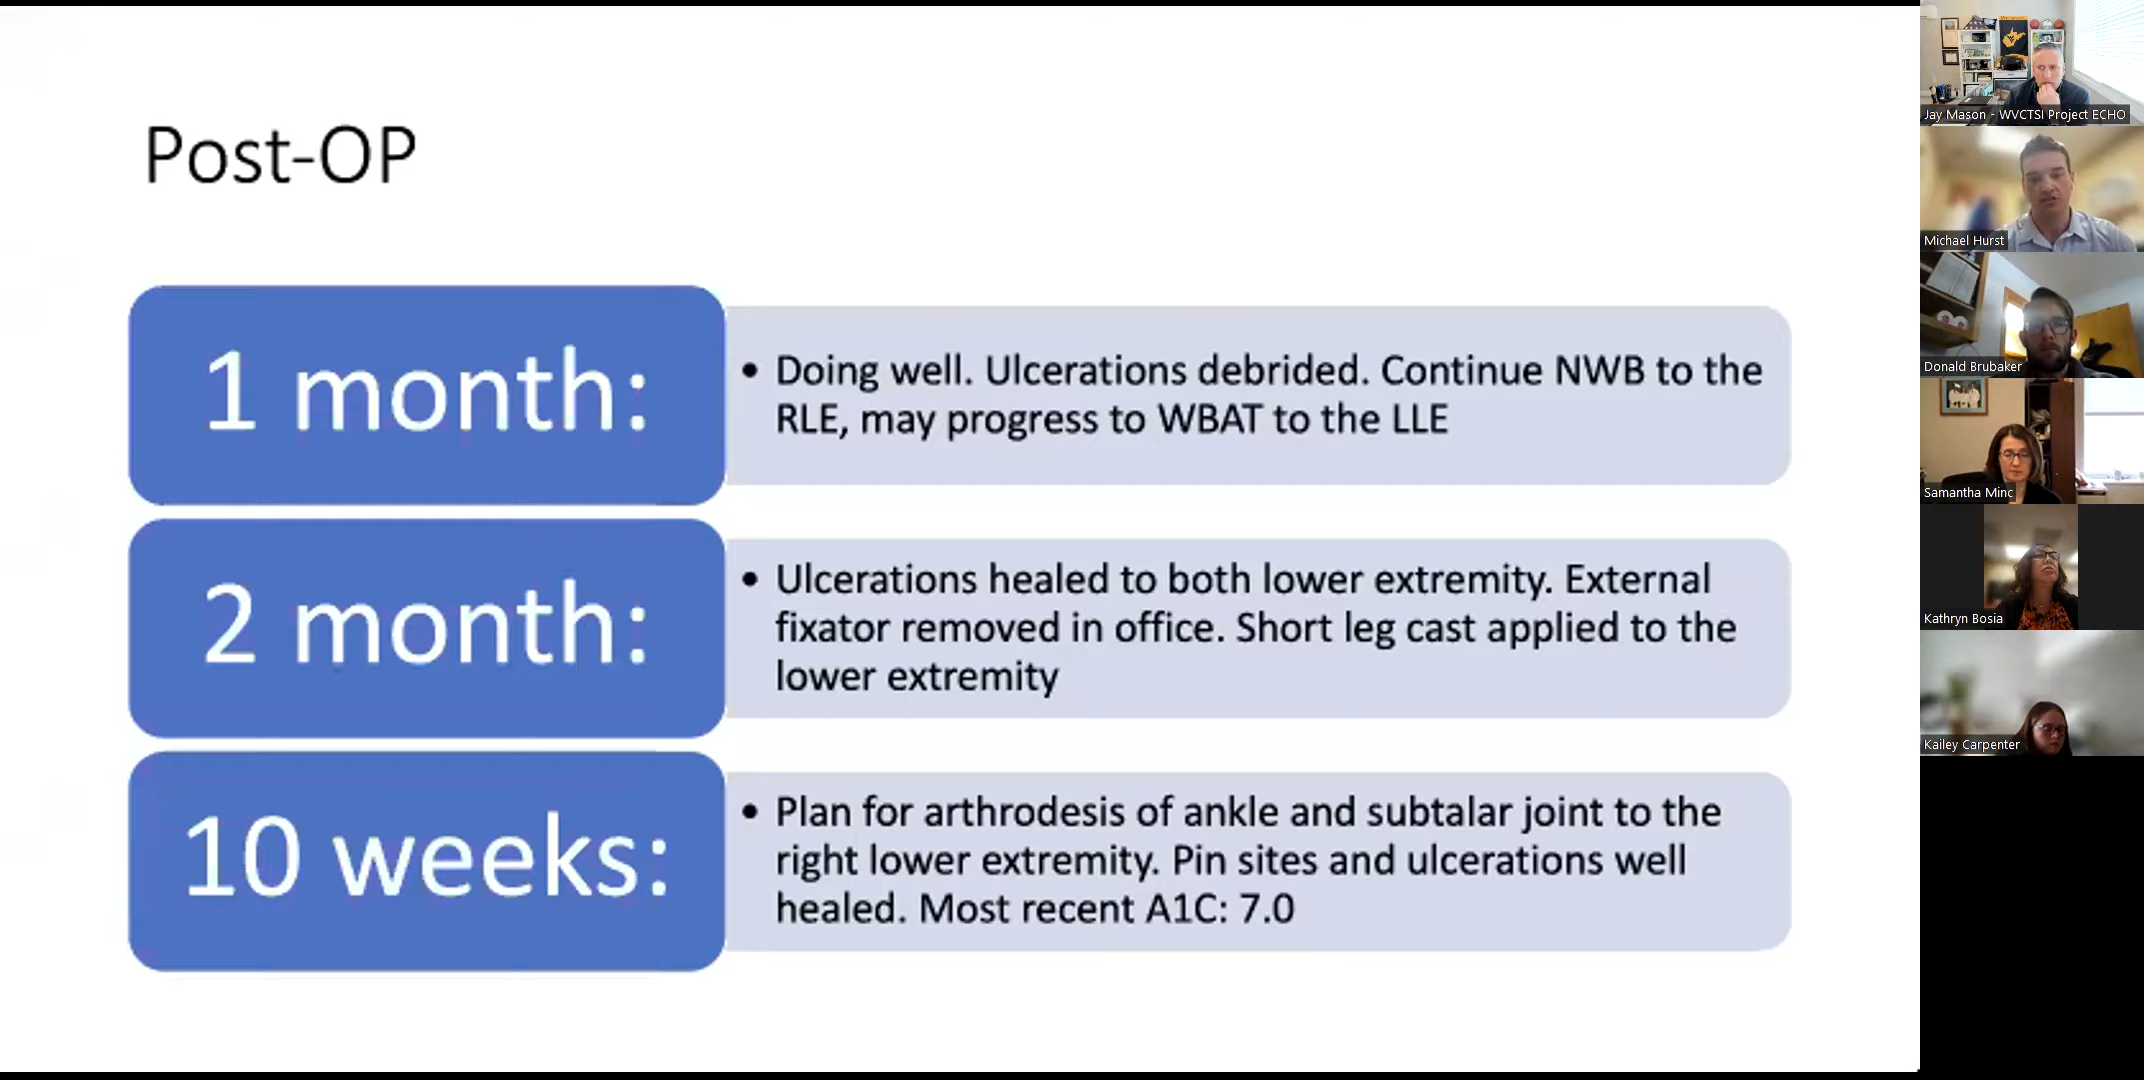 Post-OP
1 month:
• Doing well. Ulcerations debrided. Continue NWB to the
RLE, may progress to WBAT to the LLE
2 month:
• Ulcerations healed to both lower extremity. External
fixator removed in office. Short leg cast applied to the
lower extremity
10 weeks:
• Plan for arthrodesis of ankle and subtalar joint to the
right lower extremity. Pin sites and ulcerations well
healed. Most recent A1C: 7.0
Jay Mason - WVCTSI Project ECHO
Michael Hurst
Donald Brubaker
Samantha Minc
Kathryn Bosia
Kailey Carpenter